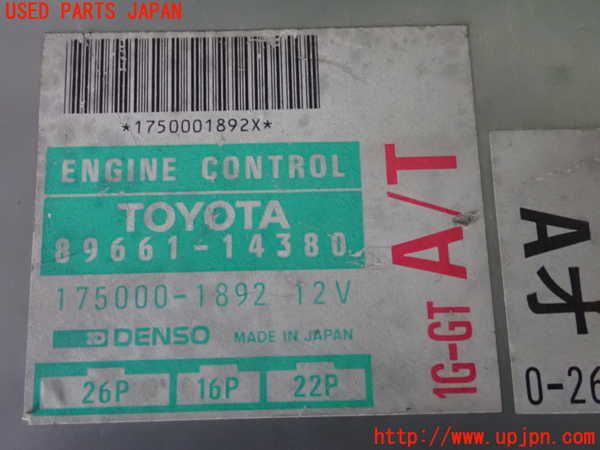 USED PARTS JAPAN
*1750001892X*
ENGINE CONTROL
TOYOTA
89661-14380
175000-1892 12V
DENSO MADE IN JAPAN
26P 16P 22P
1G-GT A/T
Aオ
0-26
http://www.upjpn.com/